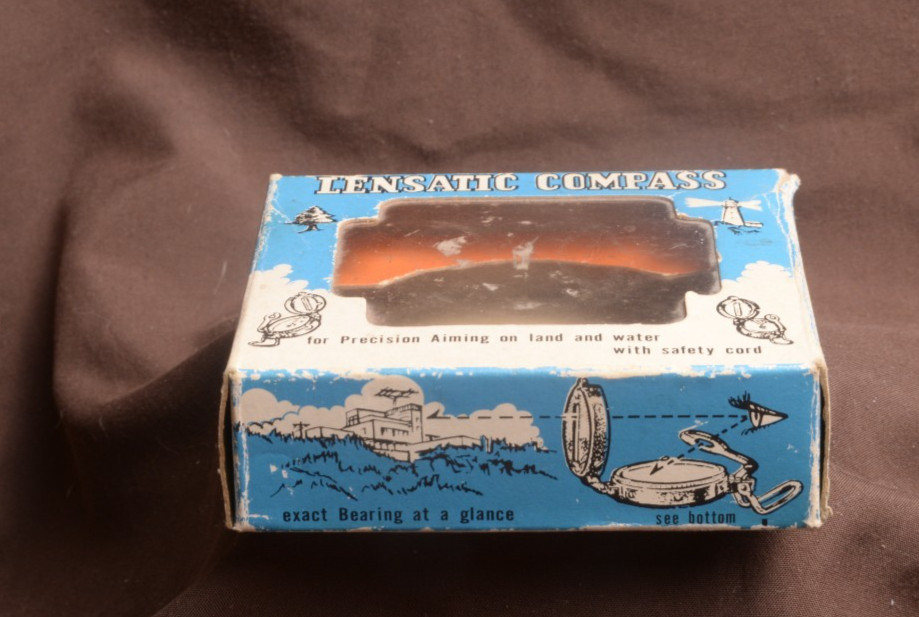 LENSATIC COMPASS
for Precision Aiming on land and water
with safety cord
exact Bearing at a glance
see bottom